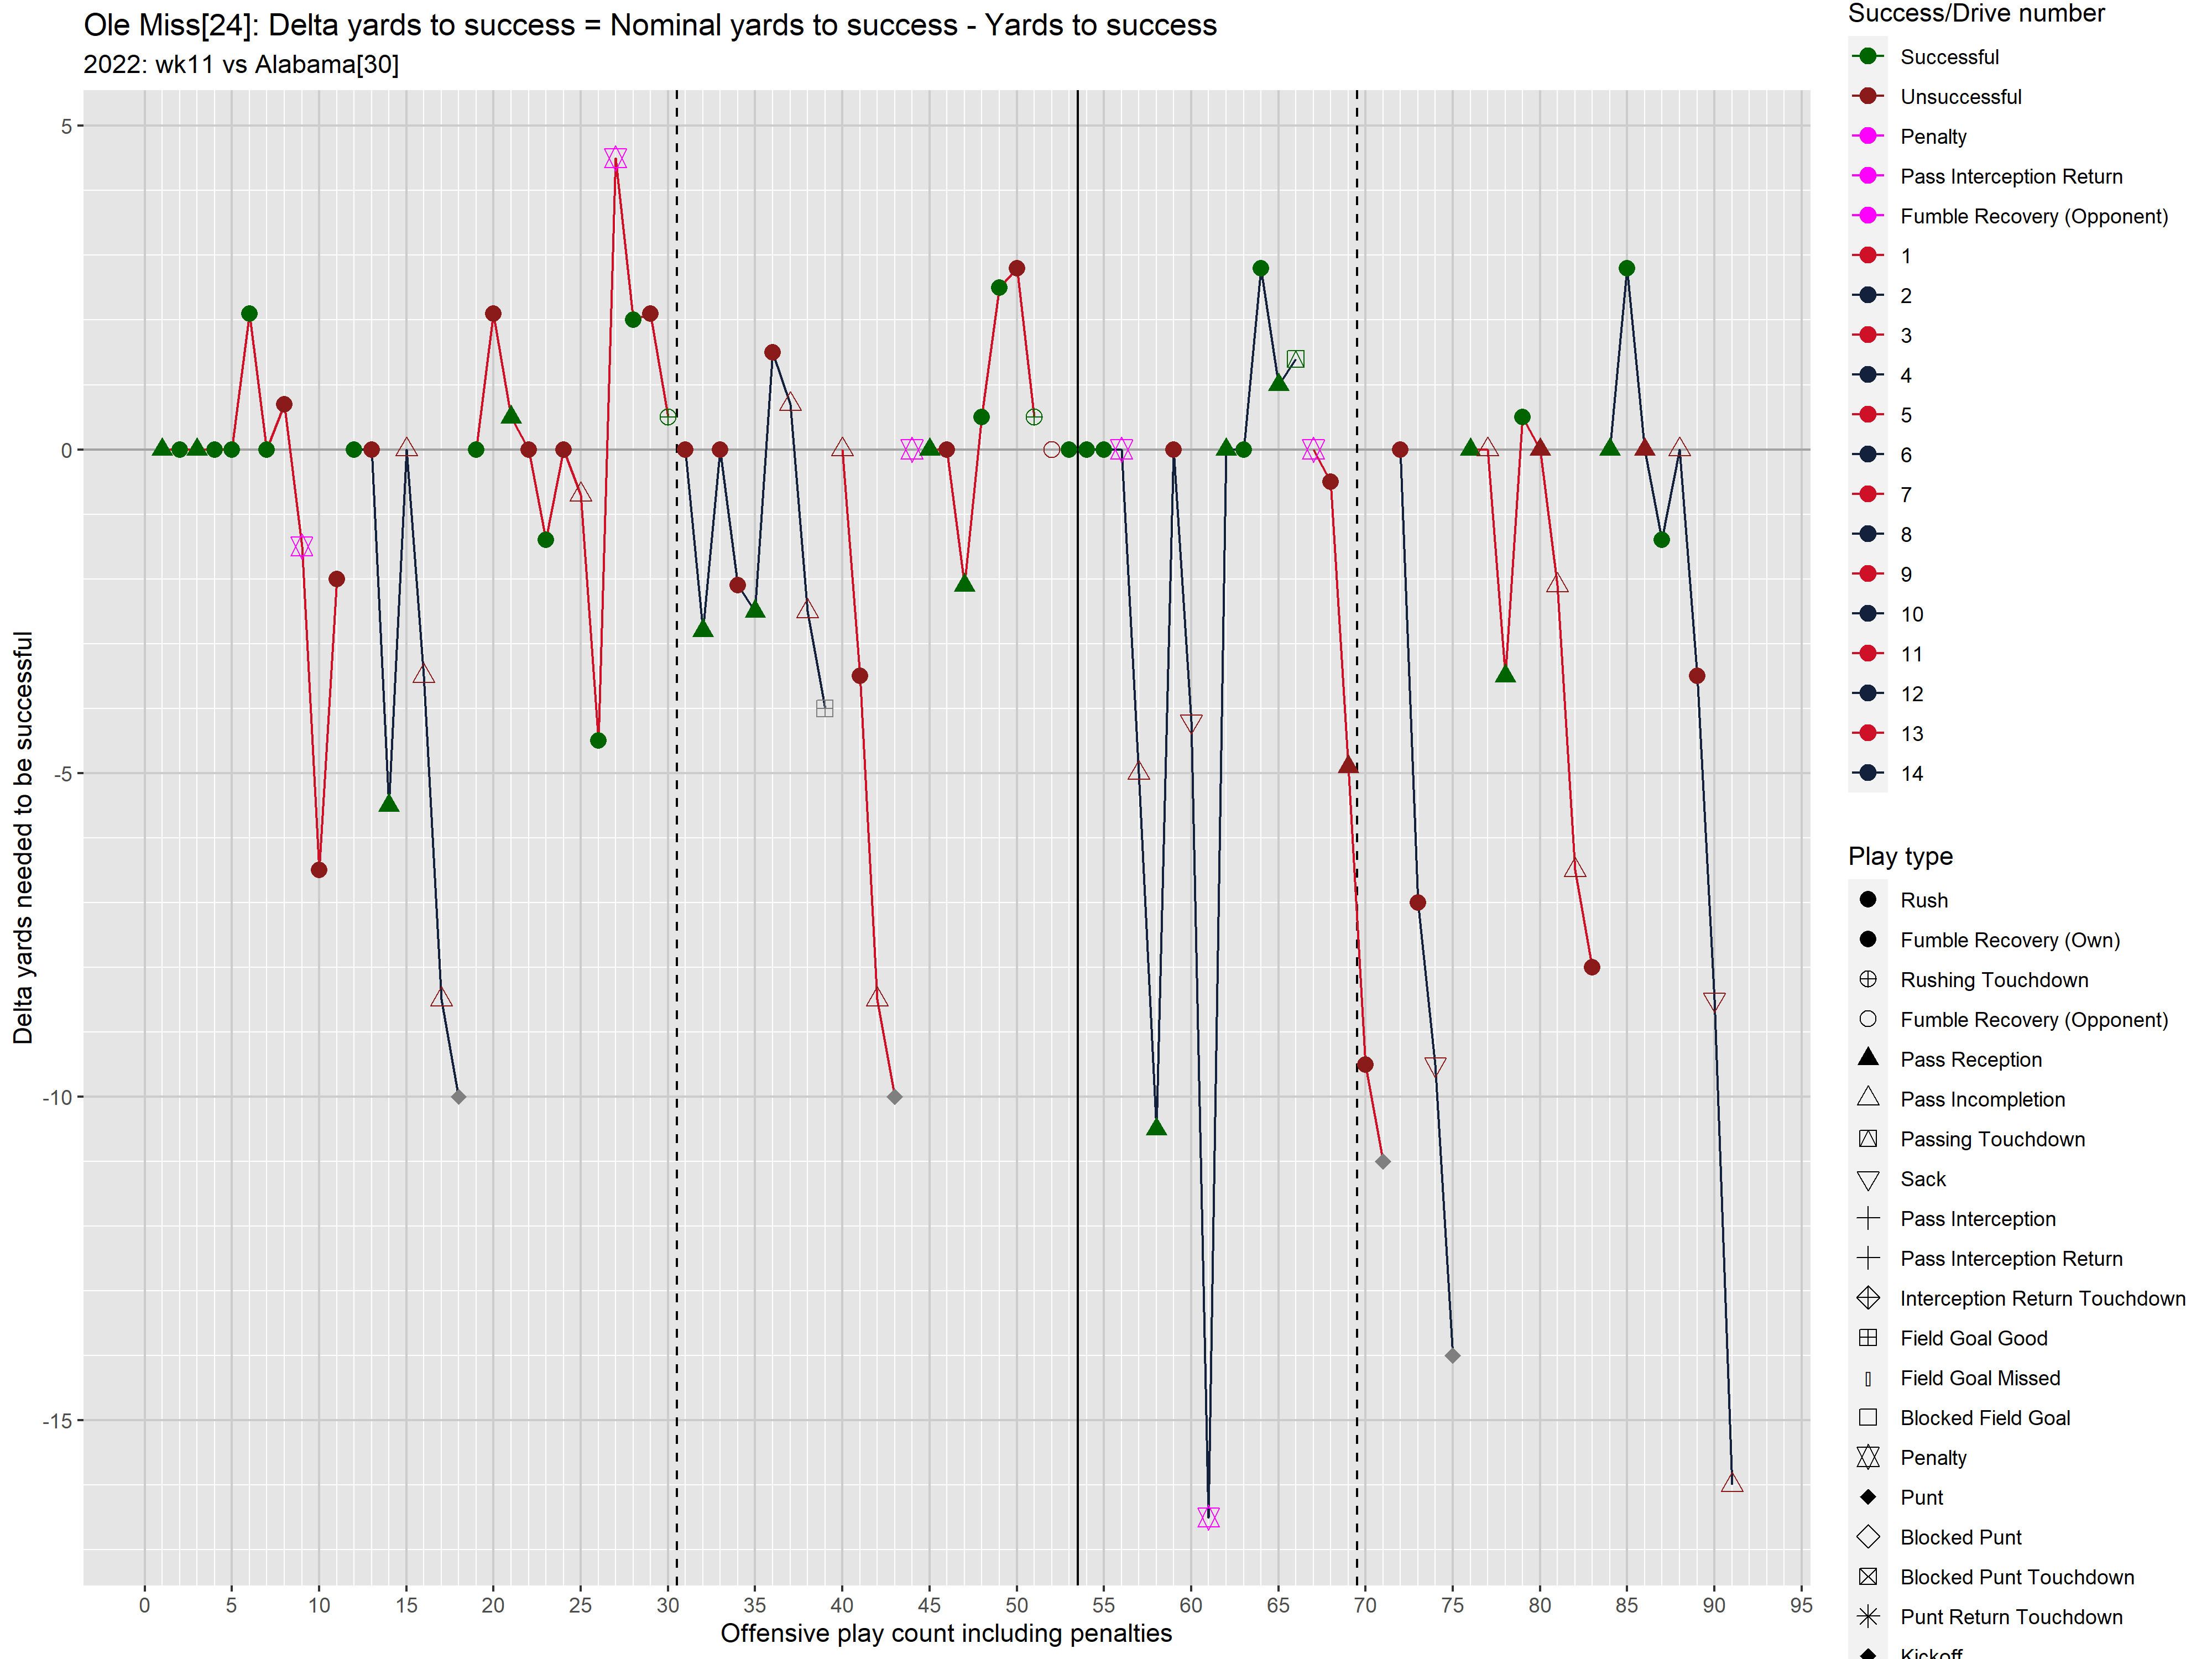 Ole Miss[24]: Delta yards to success = Nominal yards to success - Yards to success
2022: wk11 vs Alabama[30]
Delta yards needed to be successful
5
0
-5
-10
-15
0 5 10 15 20 25 30 35 40 45 50 55 60 65 70 75 80 85 90 95
Offensive play count including penalties
Success/Drive number
Successful
Unsuccessful
Penalty
Pass Interception Return
Fumble Recovery (Opponent)
1
2
3
4
5
6
7
8
9
10
11
12
13
14
Play type
Rush
Fumble Recovery (Own)
Rushing Touchdown
Fumble Recovery (Opponent)
Pass Reception
Pass Incompletion
Passing Touchdown
Sack
Pass Interception
Pass Interception Return
Interception Return Touchdown
Field Goal Good
Field Goal Missed
Blocked Field Goal
Penalty
Punt
Blocked Punt
Blocked Punt Touchdown
Punt Return Touchdown
Kickoff